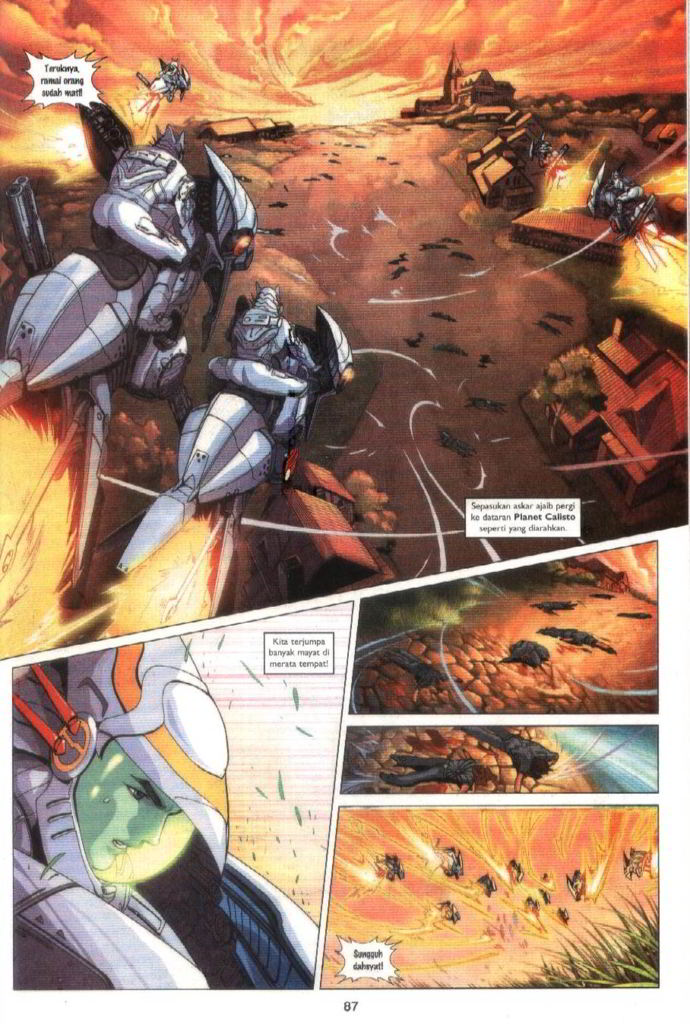 Teruknya,
ramai orang
sudah mati!
Sepasukan askar ajaib pergi
ke dataran Planet Calisto
seperti yang diarahkan.
Kita terjumpa
banyak mayat di
merata tempat!
Sungguh
dahsyat!
87